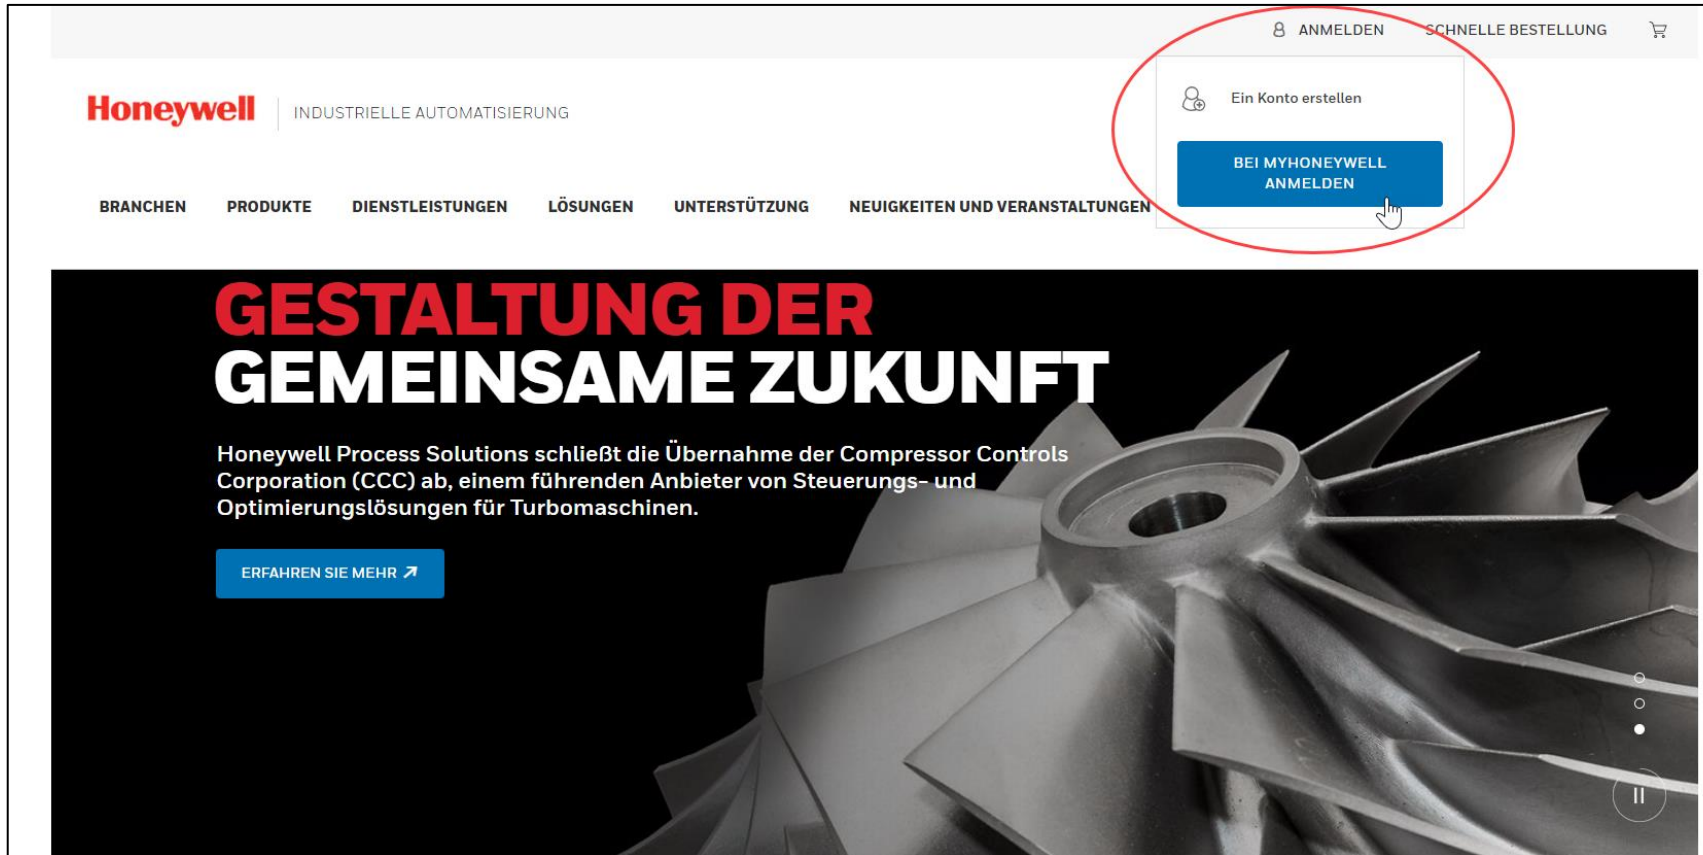 ANMELDEN SCHNELLE BESTELLUNG
Ein Konto erstellen
Honeywell INDUSTRIELLE AUTOMATISIERUNG
BEI MYHONEYWELL
ANMELDEN
BRANCHEN PRODUKTE DIENSTLEISTUNGEN LÖSUNGEN UNTERSTÜTZUNG NEUIGKEITEN UND VERANSTALTUNGEN
GESTALTUNG DER
GEMEINSAME ZUKUNFT
Honeywell Process Solutions schließt die Übernahme der Compressor Controls
Corporation (CCC) ab, einem führenden Anbieter von Steuerungs- und
Optimierungslösungen für Turbomaschinen.
ERFAHREN SIE MEHR